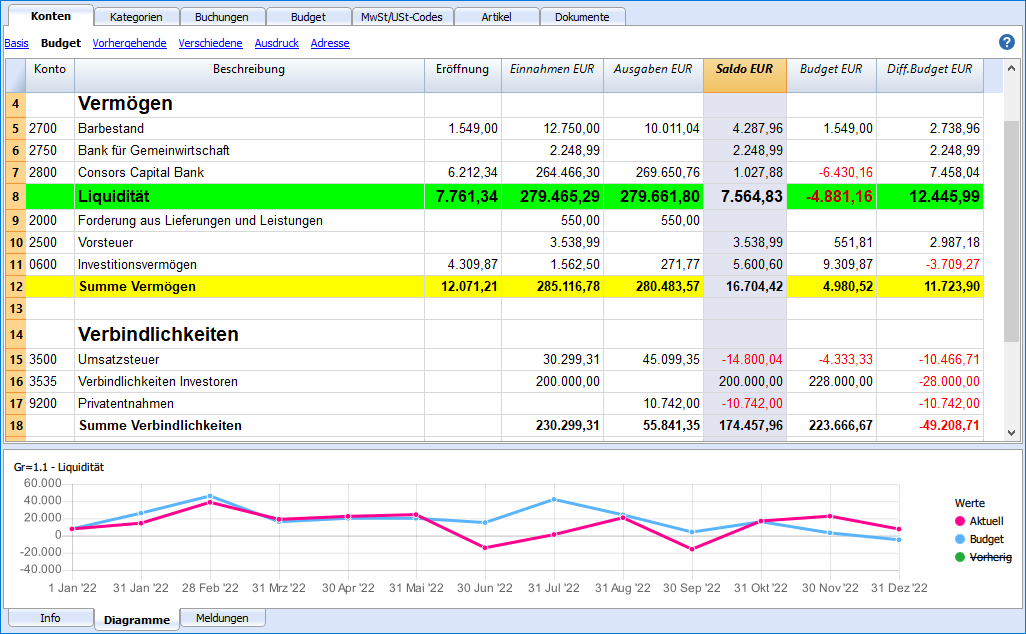 Konten Kategorien Buchungen Budget MwSt/USt-Codes Artikel Dokumente
Basis Budget Vorhergehende Verschiedene Ausdruck Adresse ?
Konto Beschreibung Eröffnung Einnahmen EUR Ausgaben EUR Saldo EUR Budget EUR Diff.Budget EUR
4 Vermögen
5 2700 Barbestand 1.549,00 12.750,00 10.011,04 4.287,96 1.549,00 2.738,96
6 2750 Bank für Gemeinwirtschaft 2.248,99 2.248,99 2.248,99
7 2800 Consors Capital Bank 6.212,34 264.466,30 269.650,76 1.027,88 -6.430,16 7.458,04
8 Liquidität 7.761,34 279.465,29 279.661,80 7.564,83 -4.881,16 12.445,99
9 2000 Forderung aus Lieferungen und Leistungen 550,00 550,00
10 2500 Vorsteuer 3.538,99 3.538,99 551,81 2.987,18
11 0600 Investitionsvermögen 4.309,87 1.562,50 271,77 5.600,60 9.309,87 -3.709,27
12 Summe Vermögen 12.071,21 285.116,78 280.483,57 16.704,42 4.980,52 11.723,90
13
14 Verbindlichkeiten
15 3500 Umsatzsteuer 30.299,31 45.099,35 -14.800,04 -4.333,33 -10.466,71
16 3535 Verbindlichkeiten Investoren 200.000,00 200.000,00 228.000,00 -28.000,00
17 9200 Privatentnahmen 10.742,00 -10.742,00 -10.742,00
18 Summe Verbindlichkeiten 230.299,31 55.841,35 174.457,96 223.666,67 -49.208,71
Gr=1.1 - Liquidität
60.000
40.000
20.000
0
-20.000
-40.000
1 Jan '22 31 Jan '22 28 Feb '22 31 Mrz '22 30 Apr '22 31 Mai '22 30 Jun '22 31 Jul '22 31 Aug '22 30 Sep '22 31 Okt '22 30 Nov '22 31 Dez '22
Werte
Aktuell
Budget
Vorherig
Info Diagramme Meldungen